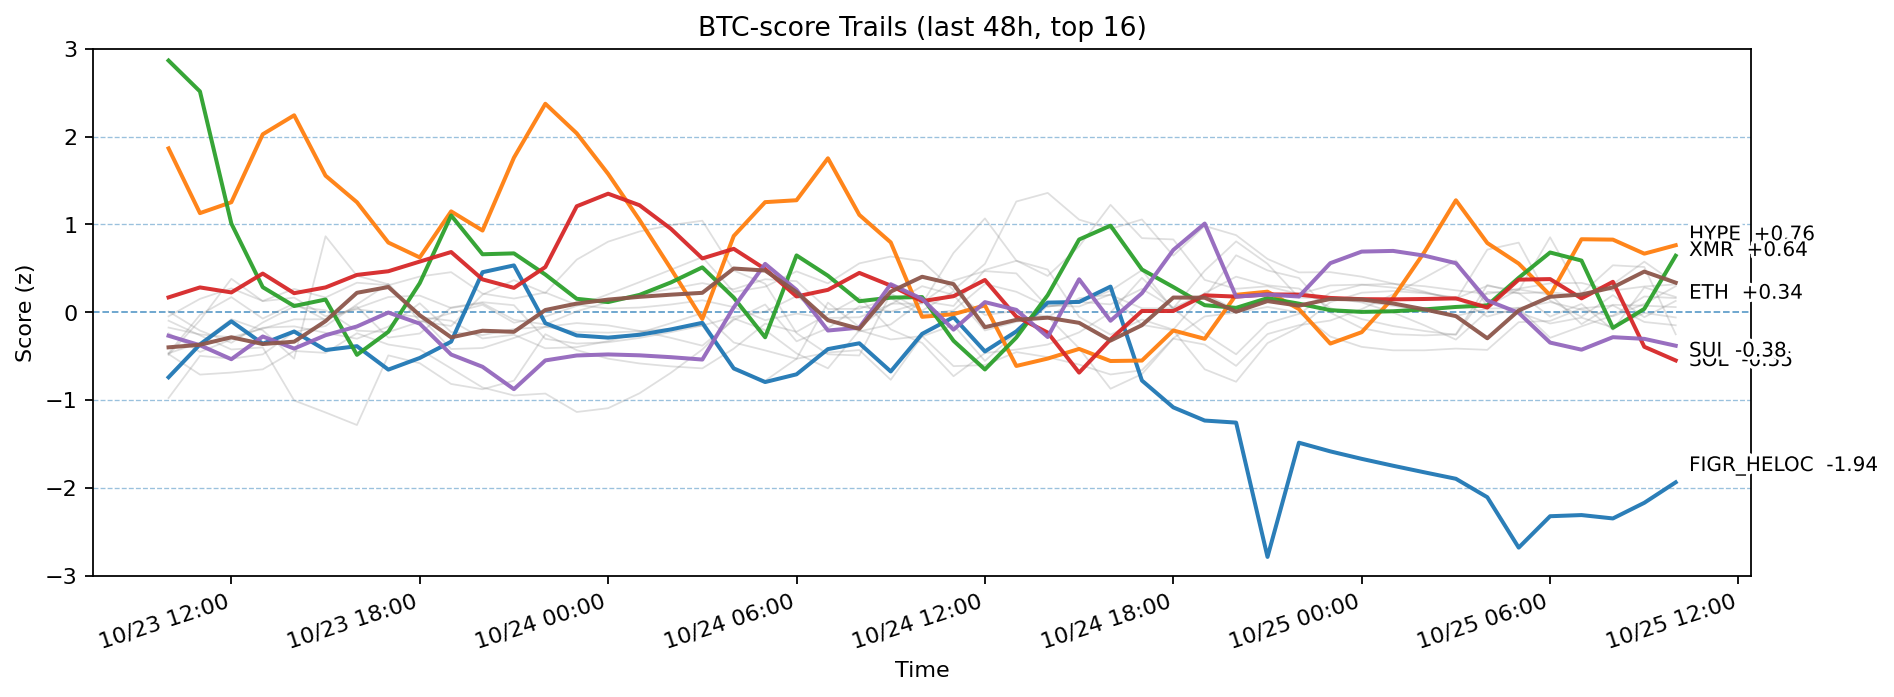 BTC-score Trails (last 48h, top 16)
Score (z)
3
2
1
0
−1
−2
−3
HYPE +0.76
XMR +0.64
ETH +0.34
SUI -0.38
FIGR_HELOC -1.94
10/23 12:00
10/23 18:00
10/24 00:00
10/24 06:00
10/24 12:00
10/24 18:00
10/25 00:00
10/25 06:00
10/25 12:00
Time